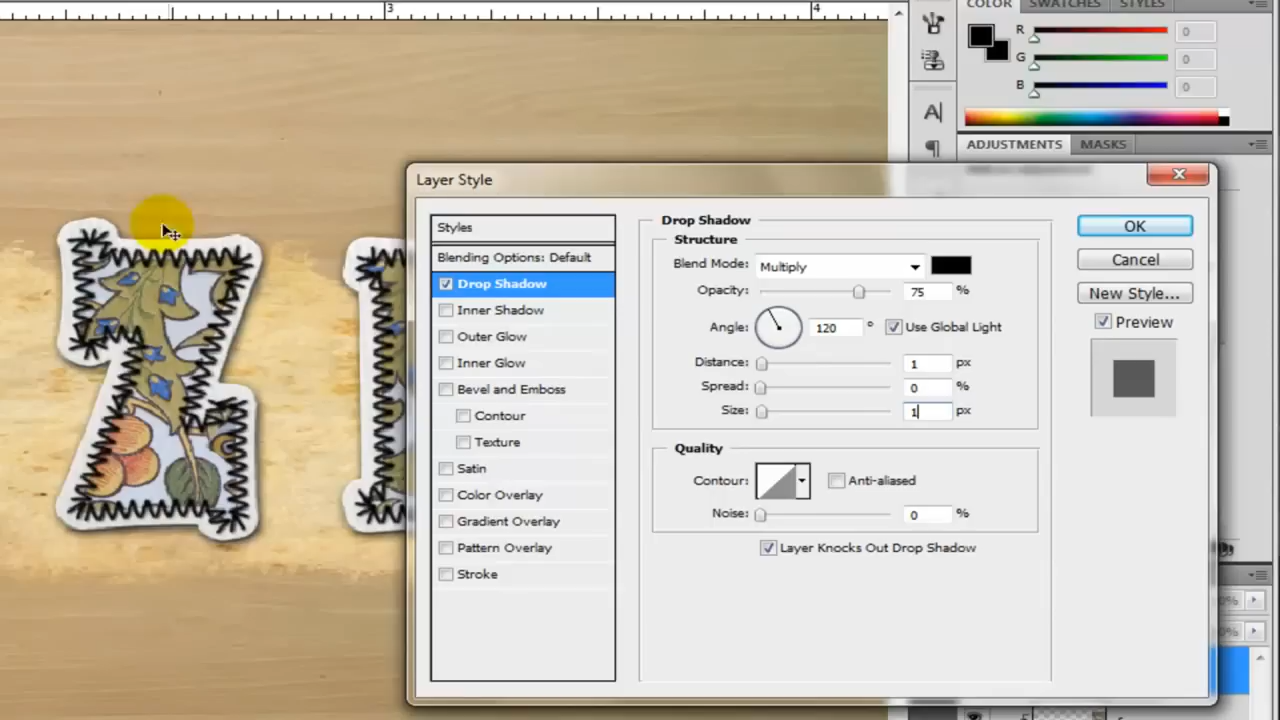 3
4
COLOR SWATCHES STYLES
R 0
G 0
B 0
A
ADJUSTMENTS MASKS
Layer Style
Styles
Blending Options: Default
Drop Shadow
Inner Shadow
Outer Glow
Inner Glow
Bevel and Emboss
Contour
Texture
Satin
Color Overlay
Gradient Overlay
Pattern Overlay
Stroke
Drop Shadow
Structure
Blend Mode: Multiply
Opacity: 75 %
Angle: 120 ° Use Global Light
Distance: 1 px
Spread: 0 %
Size: 1 px
Quality
Contour: Anti-aliased
Noise: 0 %
Layer Knocks Out Drop Shadow
OK
Cancel
New Style...
Preview